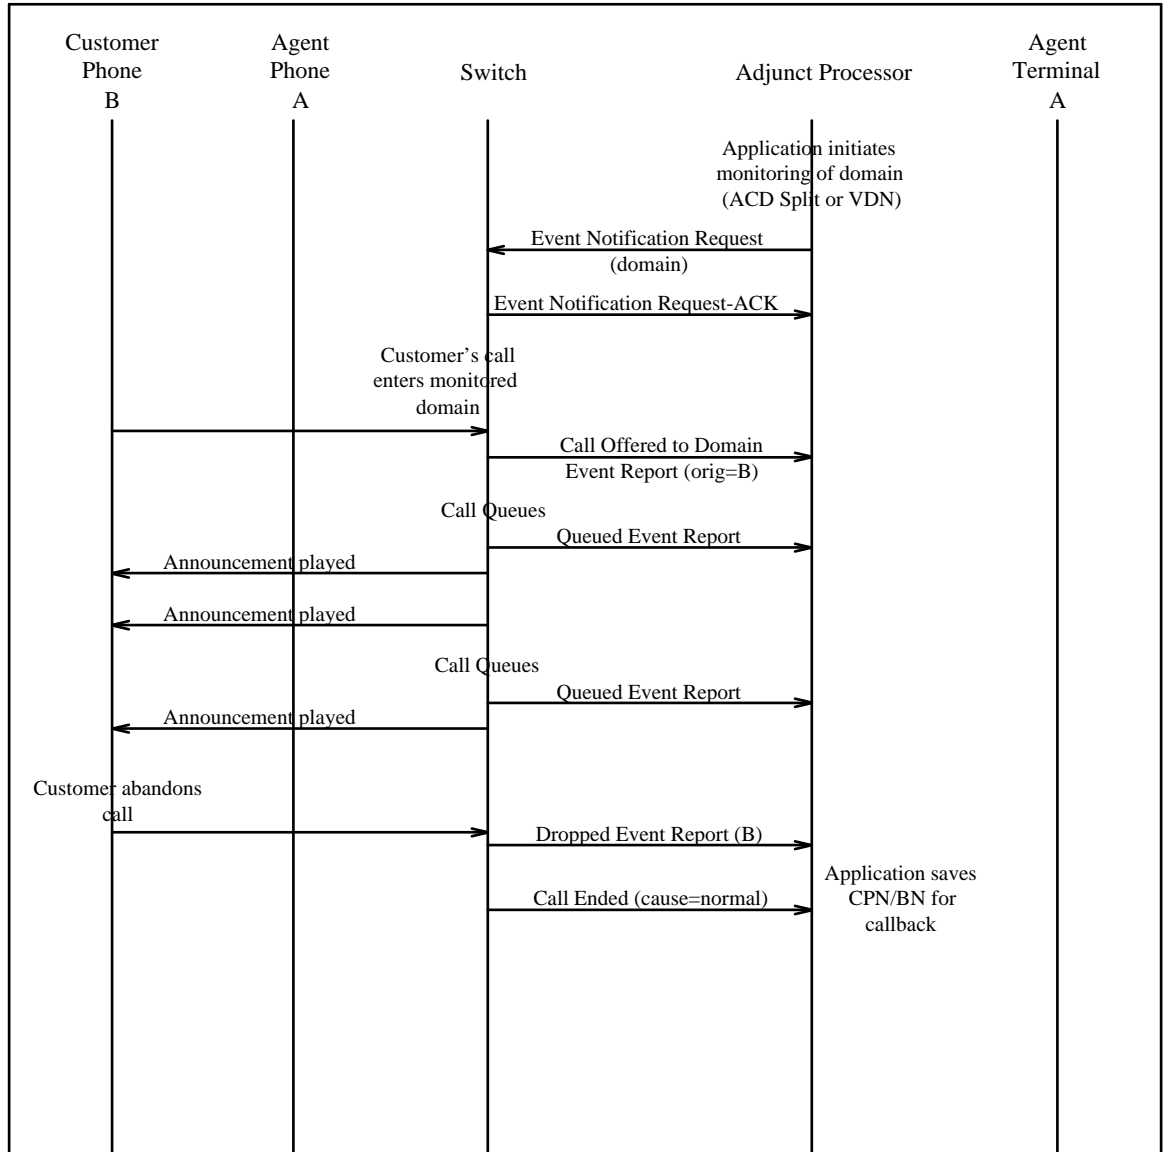 Customer
Phone
B
Agent
Phone
A
Switch
Adjunct Processor
Agent
Terminal
A
Application initiates
monitoring of domain
(ACD Split or VDN)
Event Notification Request
(domain)
Event Notification Request-ACK
Customer’s call
enters monitored
domain
Call Offered to Domain
Event Report (orig=B)
Call Queues
Queued Event Report
Announcement played
Announcement played
Call Queues
Queued Event Report
Announcement played
Customer abandons
call
Dropped Event Report (B)
Call Ended (cause=normal)
Application saves
CPN/BN for
callback